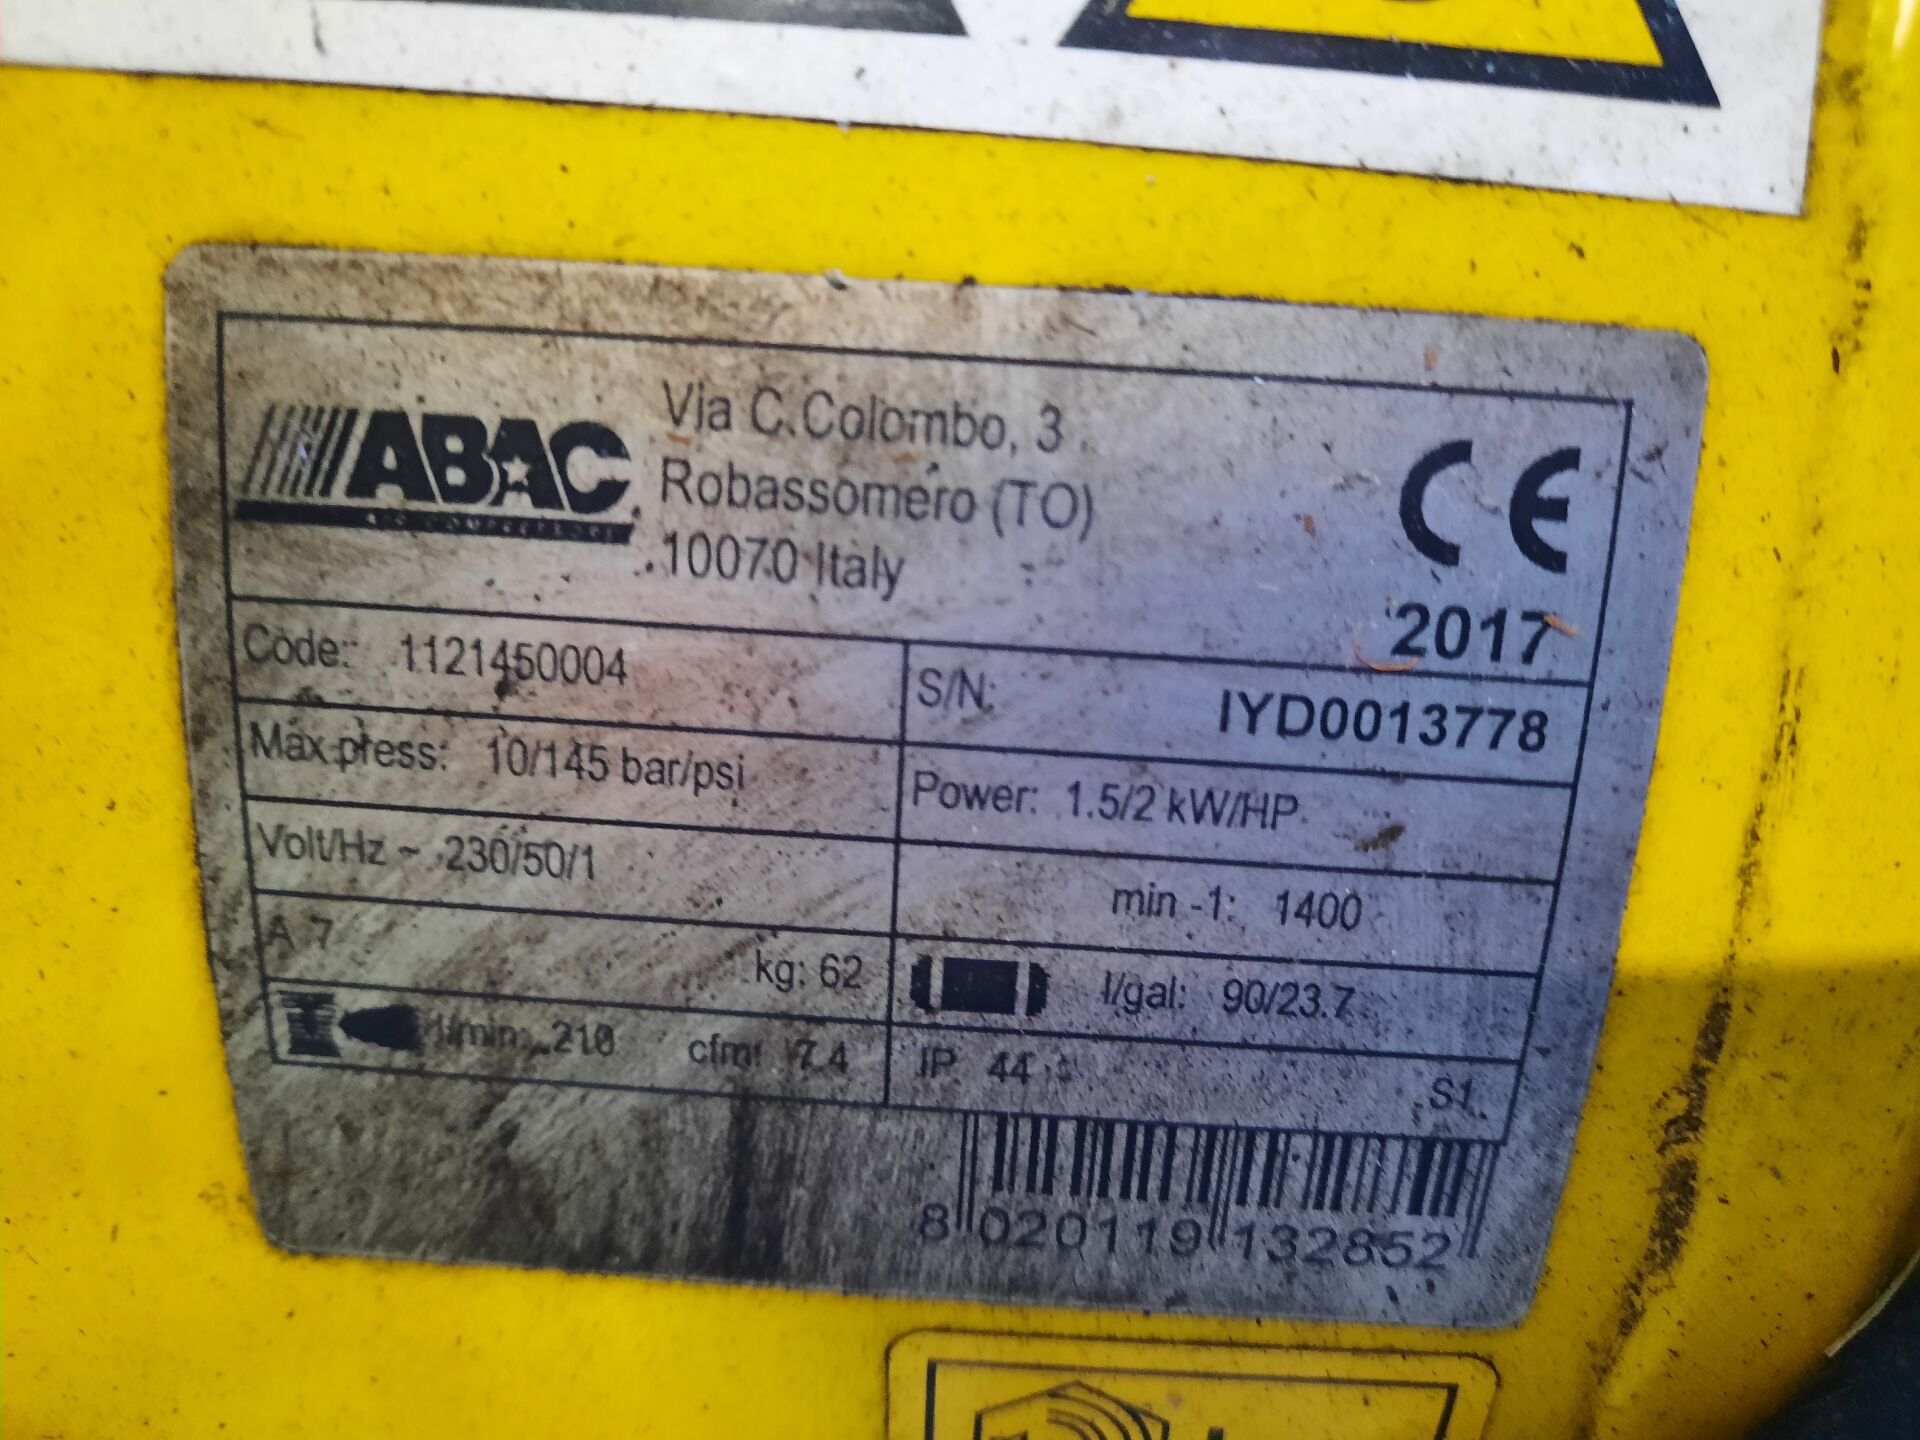 ABAC
AIR COMPRESSORS
Via C.Colombo, 3
Robassomero (TO)
10070 Italy
CE
2017
Code: 1121450004
S/N: IYD0013778
Max press: 10/145 bar/psi
Power: 1.5/2 kW/HP
Volt/Hz ~ 230/50/1
min -1: 1400
A 7
kg: 62
l/gal: 90/23.7
l/min: 210
cfm: 7.4
IP 44
S1
8 020119 132852